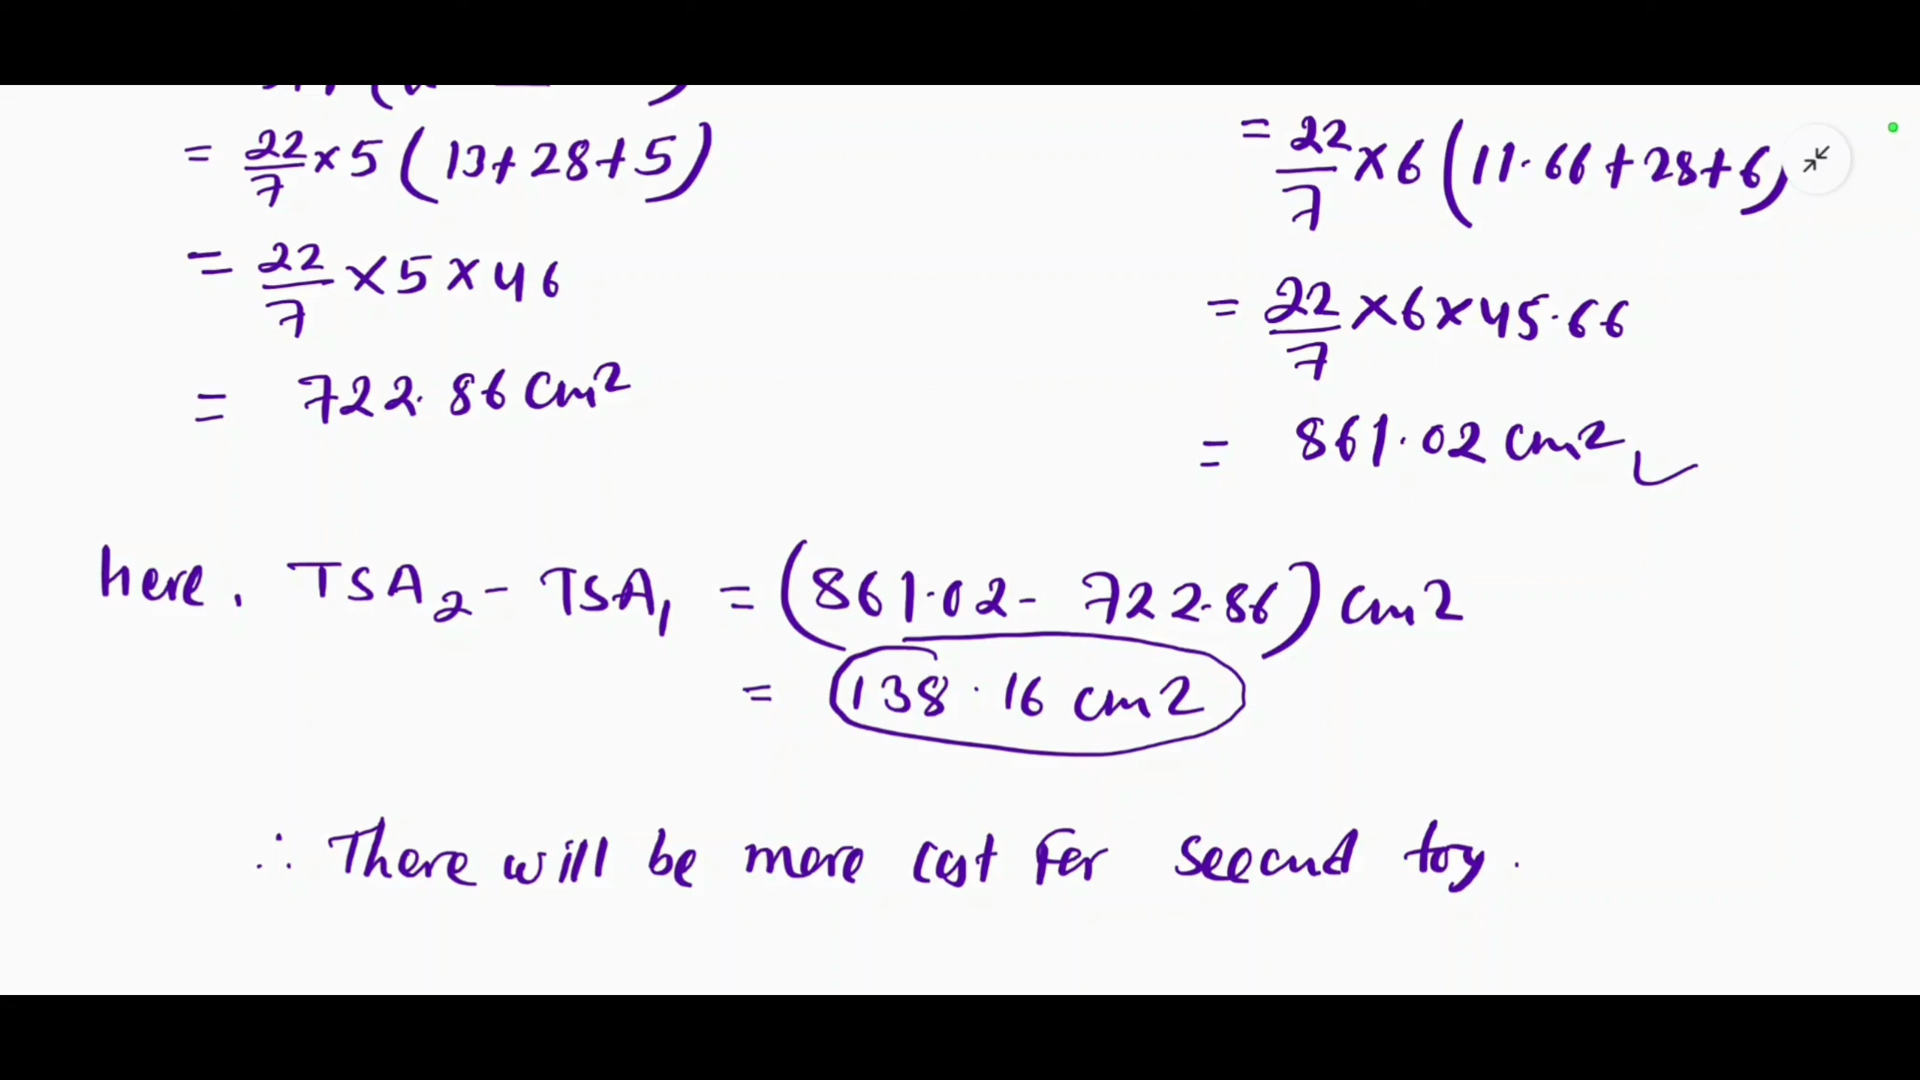 = 22/7 × 5 (13 + 28 + 5)
= 22/7 × 5 × 46
= 722.86 cm²
= 22/7 × 6 (11.66 + 28 + 6)
= 22/7 × 6 × 45.66
= 861.02 cm2
here. TSA₂ - TSA₁ = (861.02 - 722.86) cm2
= 138.16 cm2
∴ There will be more cost For second toy.